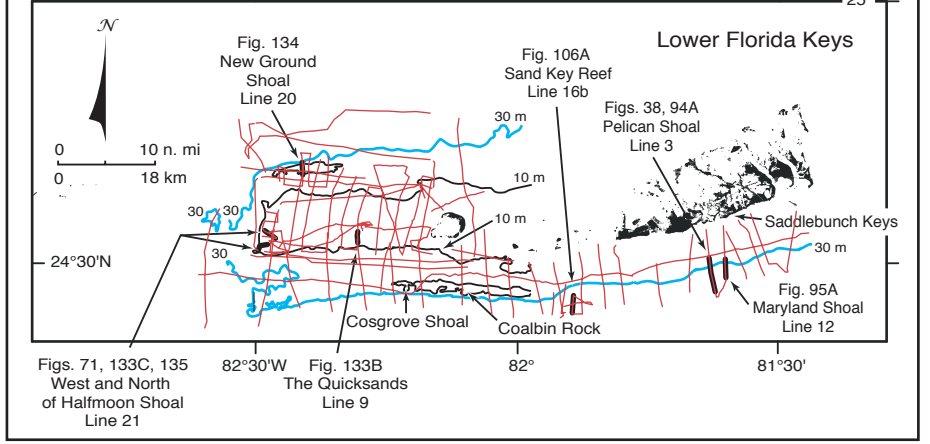 25°
N
Lower Florida Keys
Fig. 134
New Ground
Shoal
Line 20
Fig. 106A
Sand Key Reef
Line 16b
Figs. 38, 94A
Pelican Shoal
Line 3
30 m
0 10 n. mi
0 18 km
10 m
30 30
10 m
Saddlebunch Keys
30
30 m
24°30'N
Fig. 95A
Maryland Shoal
Line 12
Cosgrove Shoal
Coalbin Rock
Figs. 71, 133C, 135
West and North
of Halfmoon Shoal
Line 21
82°30'W
Fig. 133B
The Quicksands
Line 9
82°
81°30'